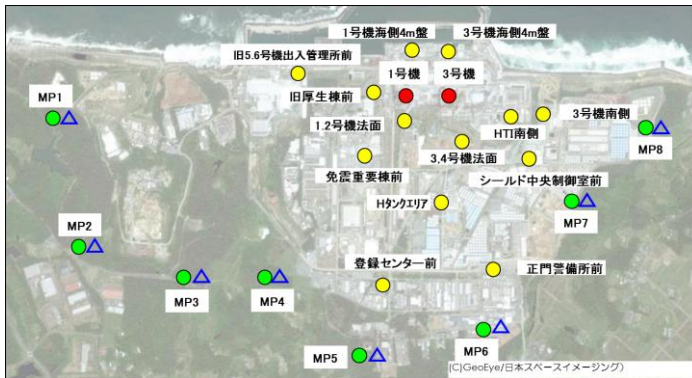 1号機海側4m盤
3号機海側4m盤
旧5.6号機出入管理所前
1号機
3号機
MP1
旧厚生棟前
3号機南側
1.2号機法面
HTI南側
MP8
3.4号機法面
免震重要棟前
シールド中央制御室前
Hタンクエリア
MP7
MP2
登録センター前
正門警備所前
MP3
MP4
MP5
MP6
(C)GeoEye/日本スペースイメージング）